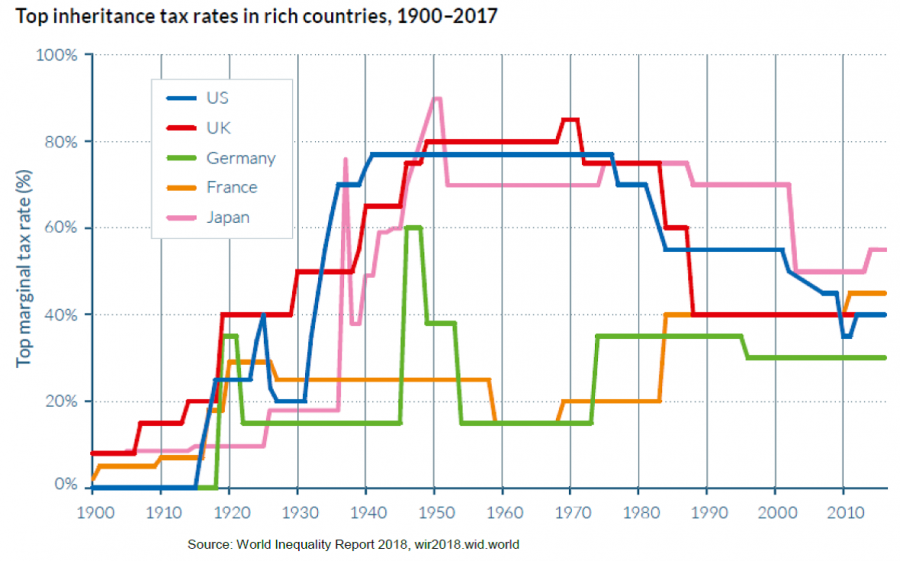 Top inheritance tax rates in rich countries, 1900–2017
Top marginal tax rate (%)
100%
80%
60%
40%
20%
0%
US
UK
Germany
France
Japan
1900 1910 1920 1930 1940 1950 1960 1970 1980 1990 2000 2010
Source: World Inequality Report 2018, wir2018.wid.world